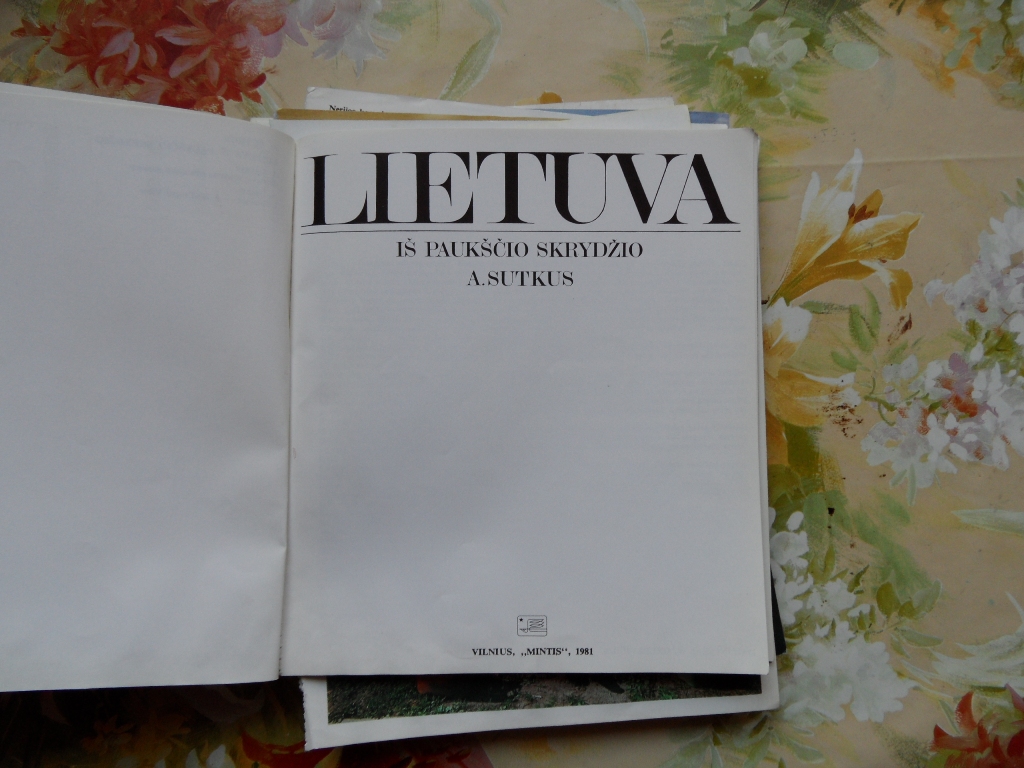 LIETUVA
IŠ PAUKŠČIO SKRYDŽIO
A. SUTKUS
VILNIUS, „MINTIS“, 1981